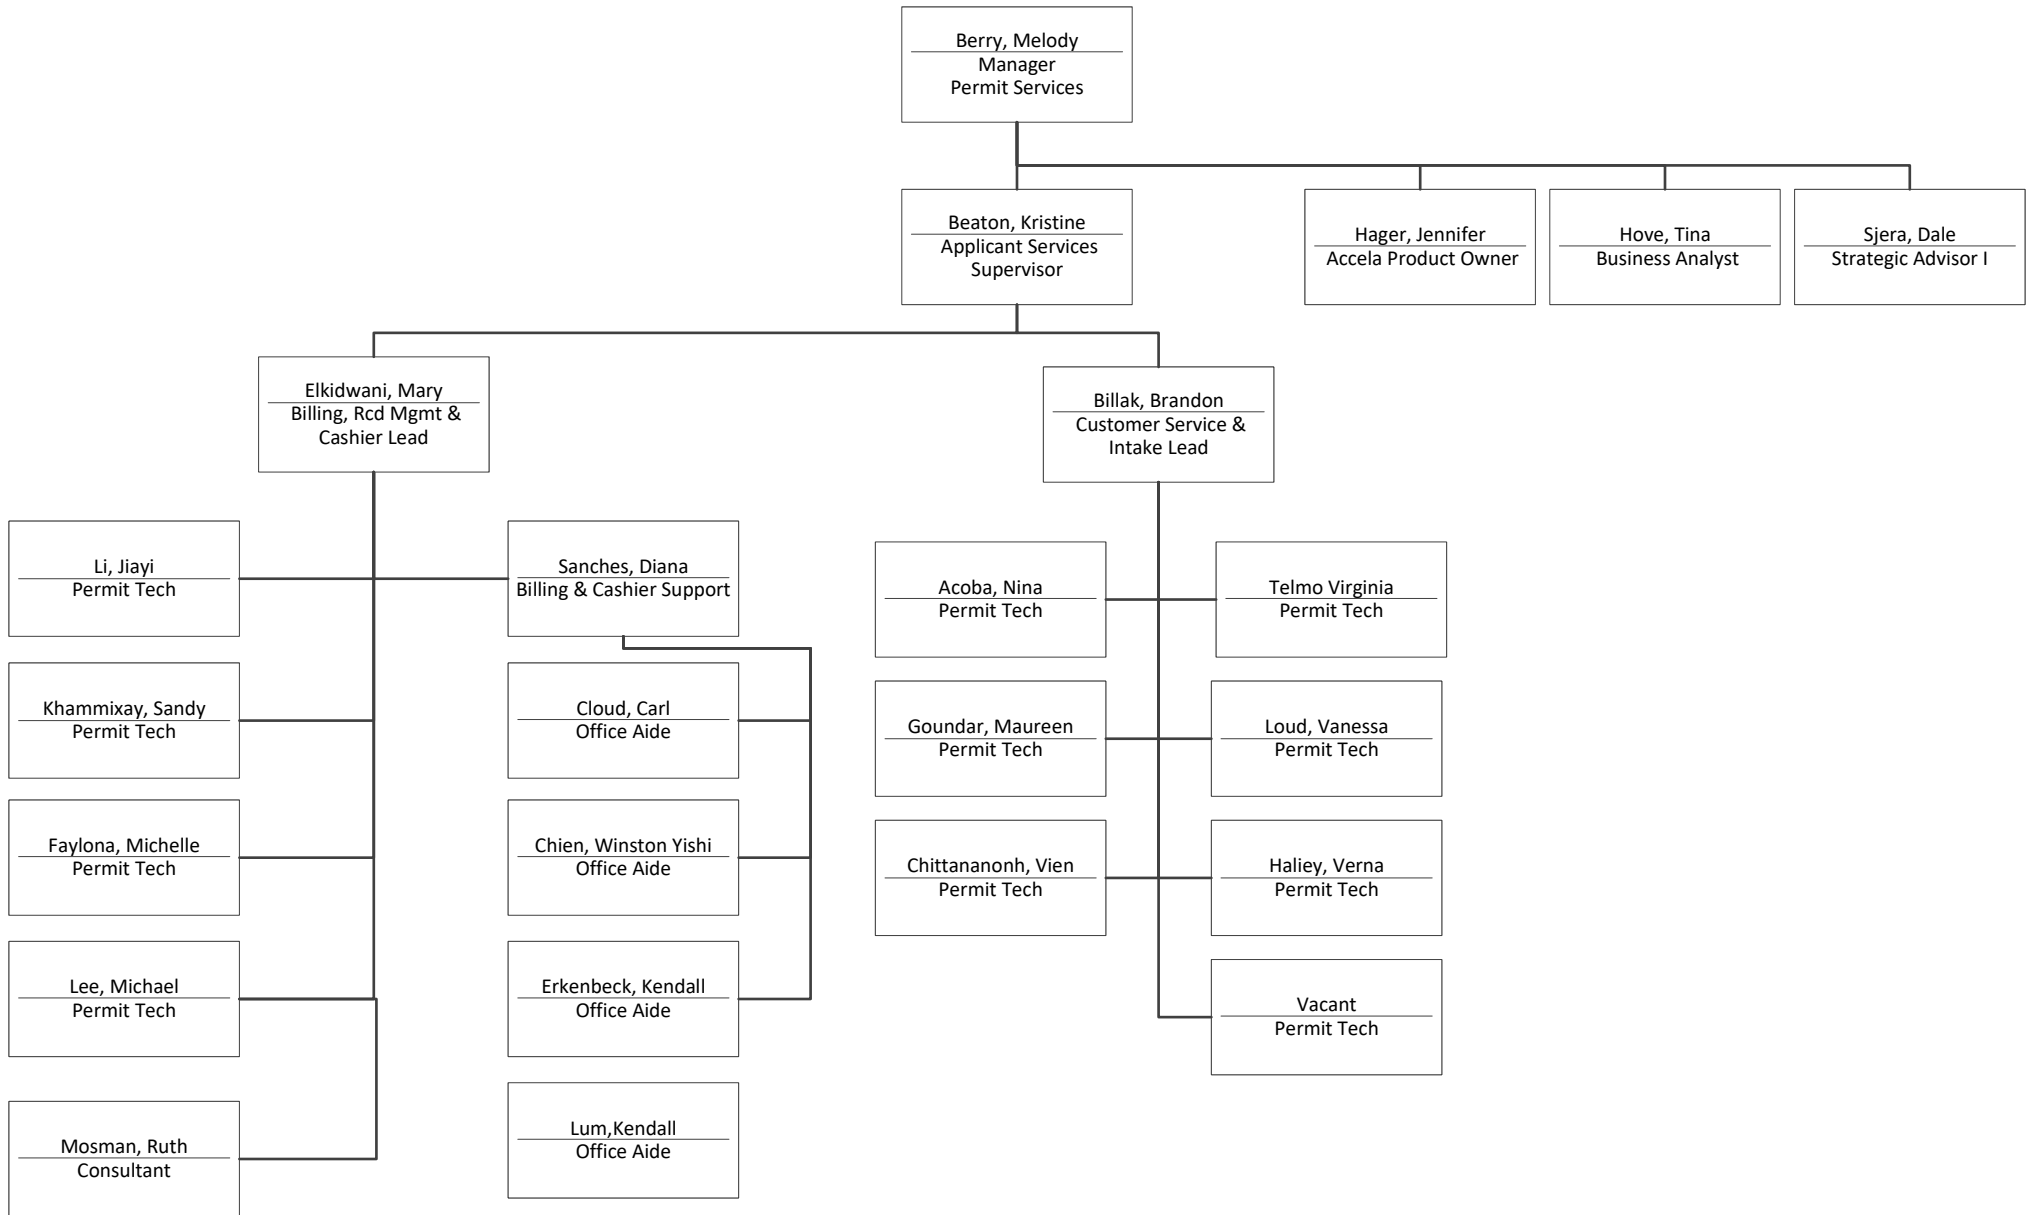 Berry, Melody
Manager
Permit Services
Beaton, Kristine
Applicant Services
Supervisor
Hager, Jennifer
Accela Product Owner
Hove, Tina
Business Analyst
Sjera, Dale
Strategic Advisor I
Elkidwani, Mary
Billing, Rcd Mgmt &
Cashier Lead
Billak, Brandon
Customer Service &
Intake Lead
Li, Jiayi
Permit Tech
Sanches, Diana
Billing & Cashier Support
Acoba, Nina
Permit Tech
Telmo Virginia
Permit Tech
Khammixay, Sandy
Permit Tech
Cloud, Carl
Office Aide
Goundar, Maureen
Permit Tech
Loud, Vanessa
Permit Tech
Faylona, Michelle
Permit Tech
Chien, Winston Yishi
Office Aide
Chittananonh, Vien
Permit Tech
Haliey, Verna
Permit Tech
Lee, Michael
Permit Tech
Erkenbeck, Kendall
Office Aide
Vacant
Permit Tech
Mosman, Ruth
Consultant
Lum,Kendall
Office Aide